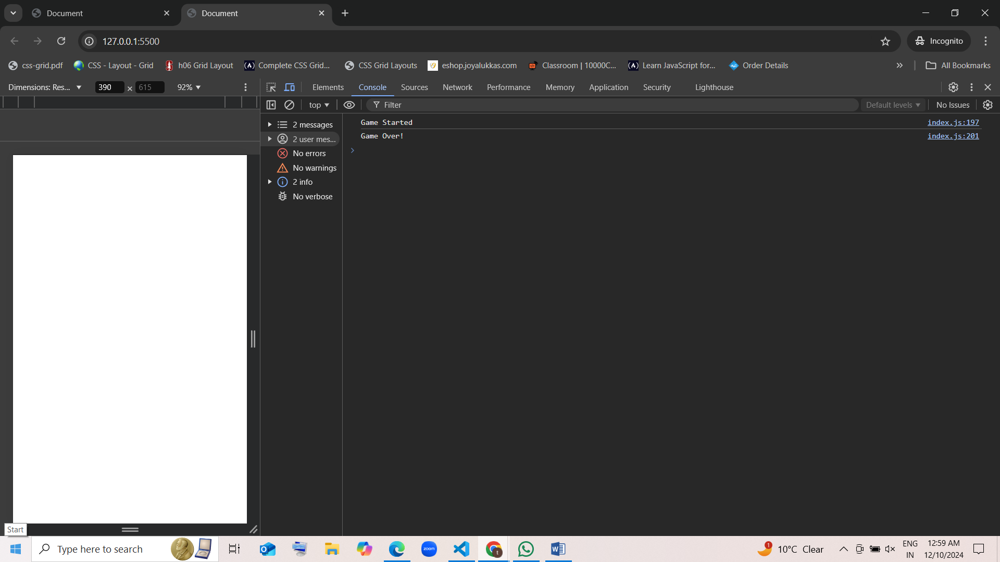 Document
Document
127.0.0.1:5500
Incognito
css-grid.pdf
CSS - Layout - Grid
h06 Grid Layout
Complete CSS Grid...
CSS Grid Layouts
eshop.joyalukkas.com
Classroom | 10000C...
Learn JavaScript for...
Order Details
All Bookmarks
Dimensions: Res...
390 × 615
92%
Elements
Console
Sources
Network
Performance
Memory
Application
Security
Lighthouse
top
Filter
Default levels
No Issues
2 messages
2 user mes...
No errors
No warnings
2 info
No verbose
Game Started
index.js:197
Game Over!
index.js:201
Start
Type here to search
zoom
1
10°C Clear
ENG
IN
12:59 AM
12/10/2024